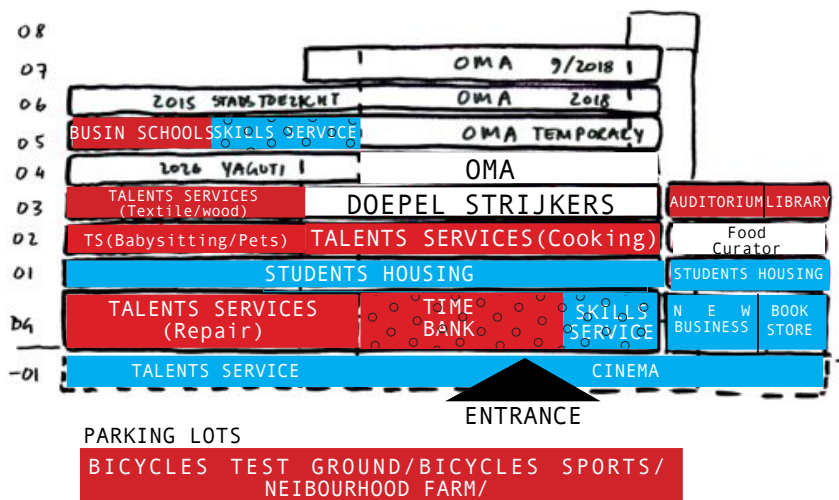 08
07 OMA 9/2018
06 2015 STADSTOEZICHT OMA 2018
05 BUSIN SCHOOLS SKILLS SERVICE OMA TEMPORARY
04 2026 YAGUTI OMA
03 TALENTS SERVICES
(Textile/wood) DOEPEL STRIJKERS AUDITORIUM LIBRARY
02 TS(Babysitting/Pets) TALENTS SERVICES(Cooking) Food
Curator
01 STUDENTS HOUSING STUDENTS HOUSING
BG TALENTS SERVICES
(Repair) TIME
BANK SKILLS
SERVICE NEW
BUSINESS BOOK
STORE
-01 TALENTS SERVICE CINEMA
ENTRANCE
PARKING LOTS
BICYCLES TEST GROUND/BICYCLES SPORTS/
NEIBOURHOOD FARM/